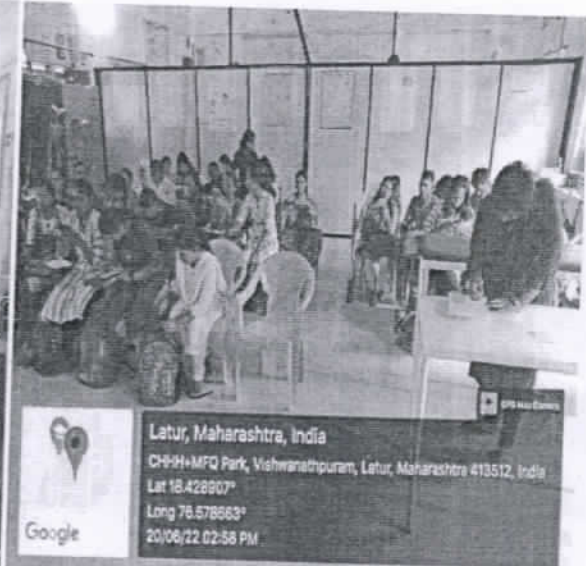 GPS Map Camera
Latur, Maharashtra, India
CHHH+MFQ Park, Vishwanathpuram, Latur, Maharashtra 413512, India
Lat 18.428907°
Long 76.578663°
20/06/22 02:58 PM
Google